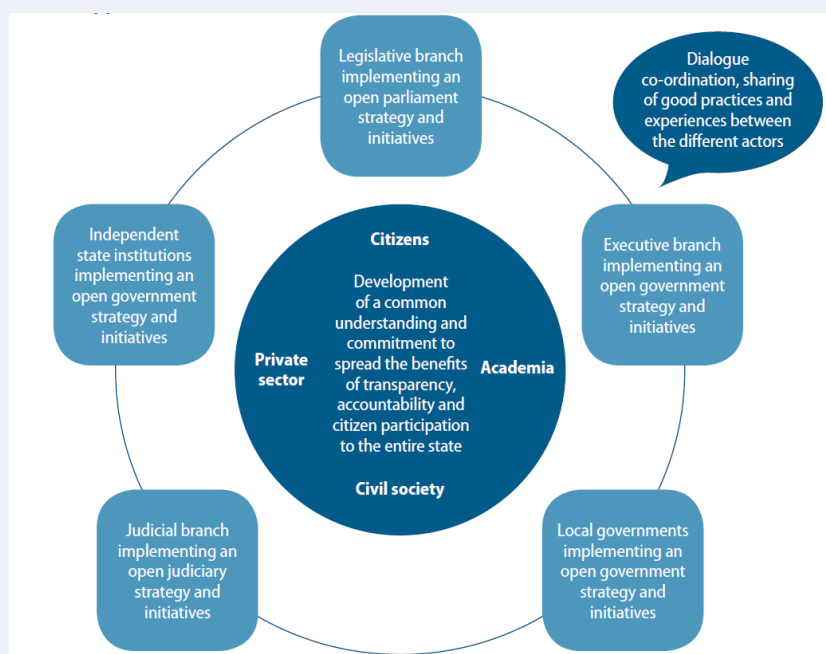 Legislative branch
implementing an
open parliament
strategy and
initiatives
Dialogue
co-ordination, sharing
of good practices and
experiences between
the different actors
Independent
state institutions
implementing an
open government
strategy and
initiatives
Citizens
Development
of a common
understanding and
commitment to
spread the benefits
of transparency,
accountability and
citizen participation
to the entire state
Private
sector
Academia
Civil society
Executive branch
implementing an
open government
strategy and
initiatives
Judicial branch
implementing an
open judiciary
strategy and
initiatives
Local governments
implementing an
open government
strategy and
initiatives